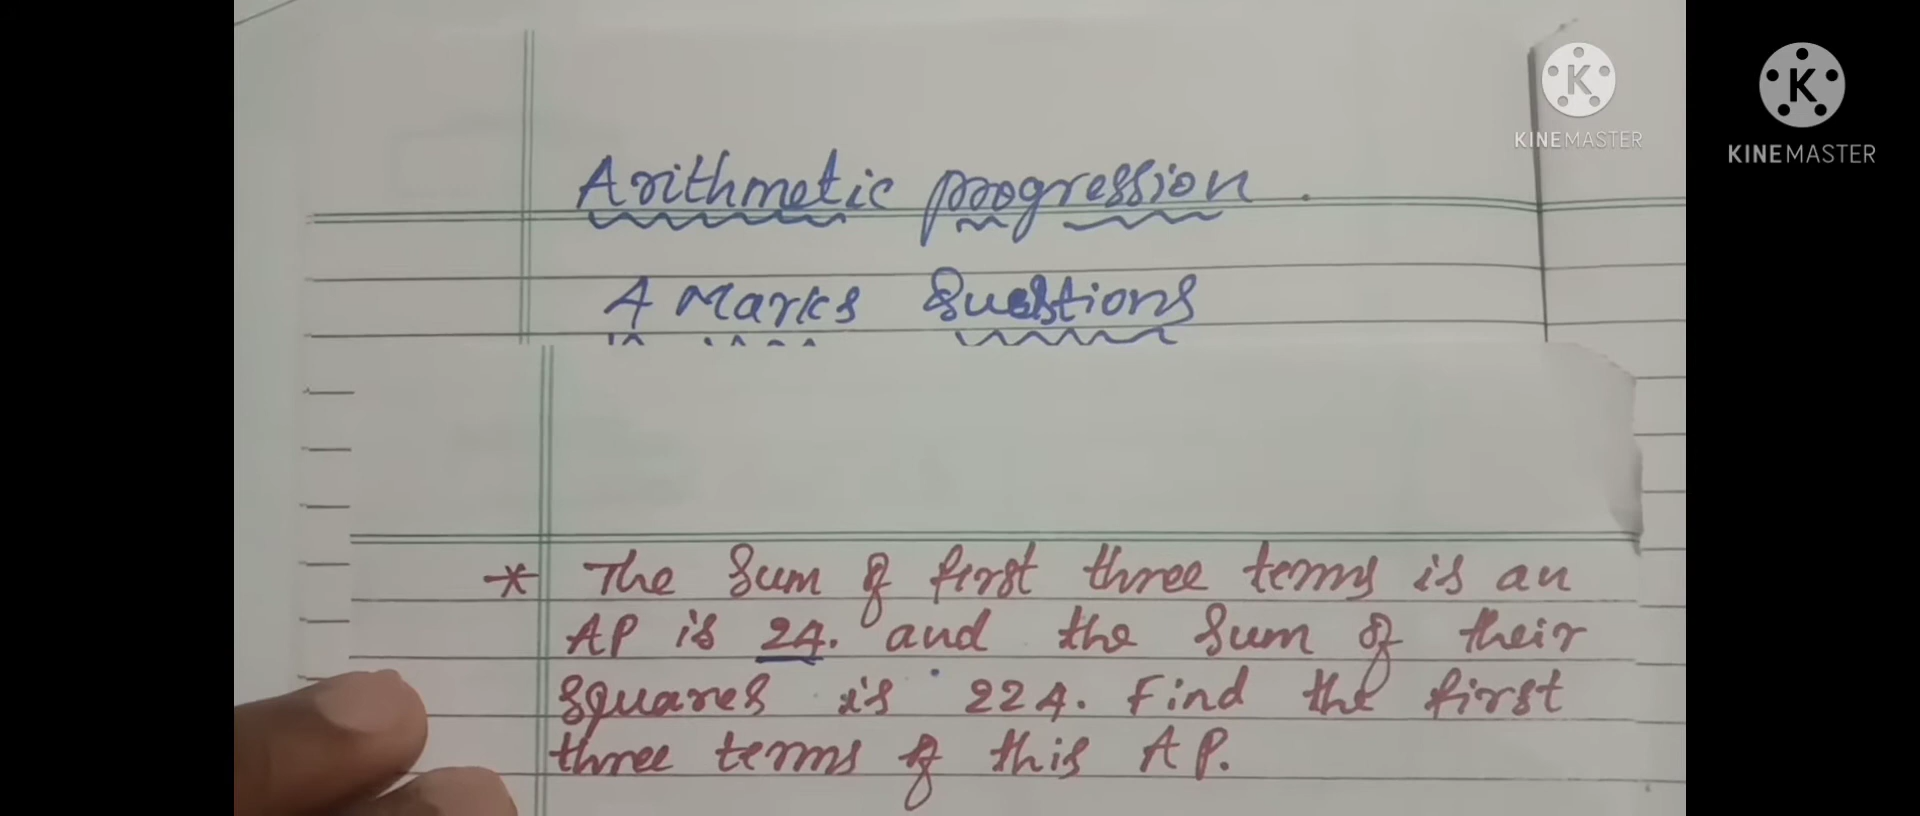 KINEMASTER
KINEMASTER
Arithmetic progression.
4 Marks Questions
* The Sum of first three terms is an
AP is 24. and the Sum of their
Squares is 224. Find the first
three terms of this AP.